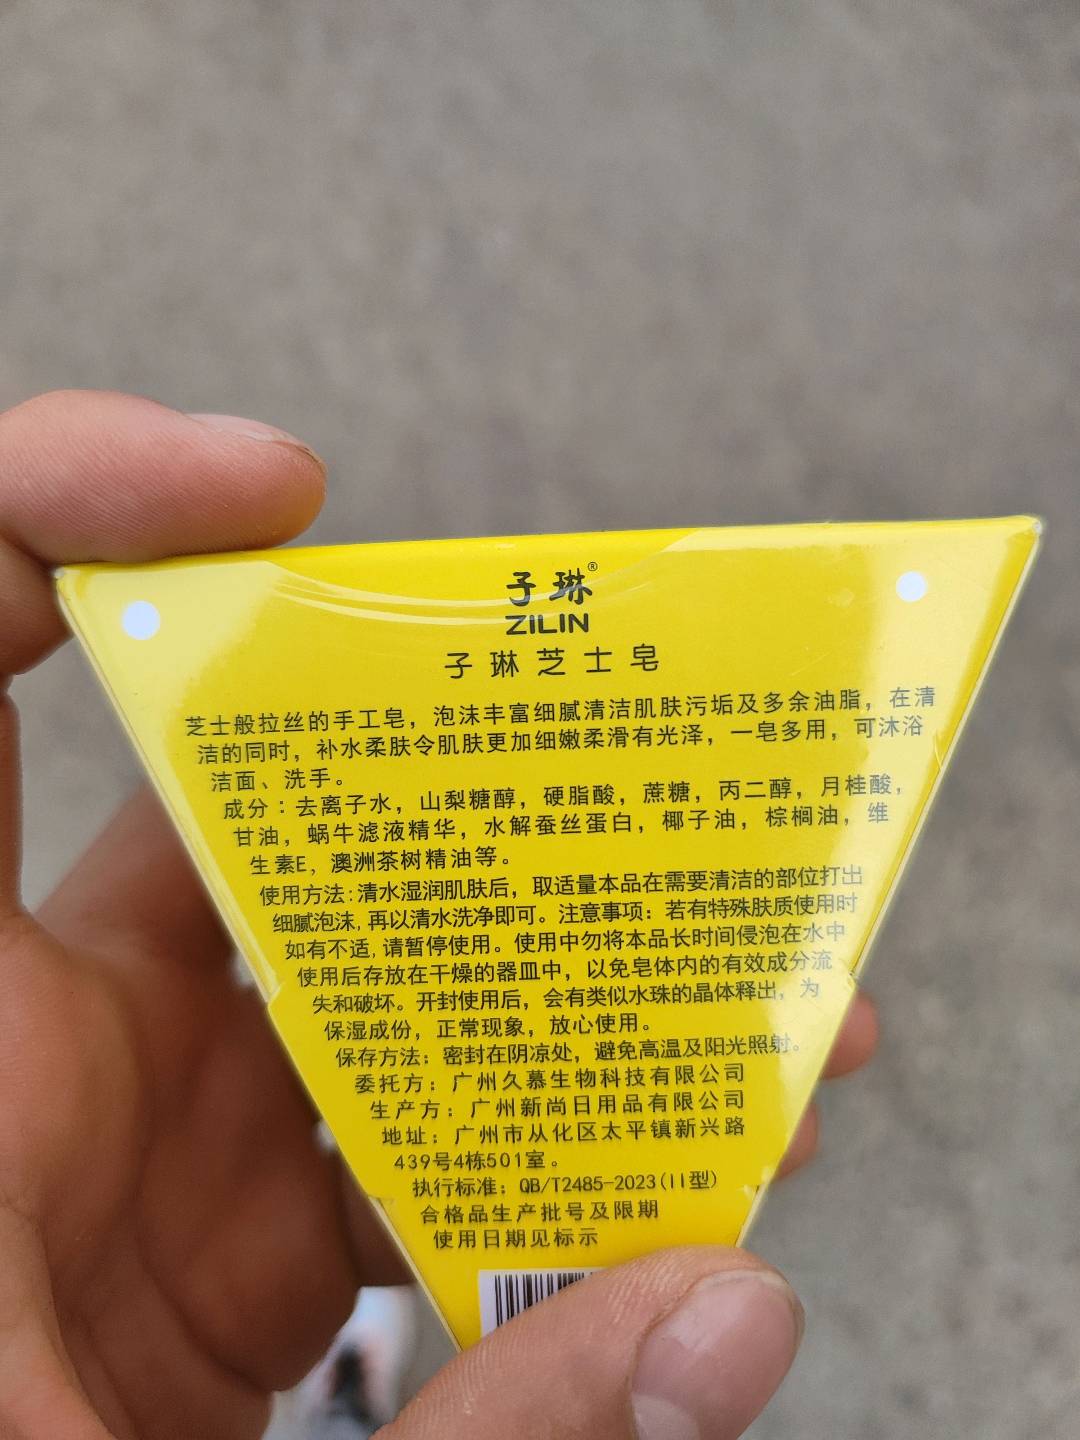 子琳®
ZILIN
子琳芝士皂
芝士般拉丝的手工皂，泡沫丰富细腻清洁肌肤污垢及多余油脂，在清
洁的同时，补水柔肤令肌肤更加细嫩柔滑有光泽，一皂多用，可沐浴
洁面、洗手。
成分：去离子水，山梨糖醇，硬脂酸，蔗糖，丙二醇，月桂酸，
甘油，蜗牛滤液精华，水解蚕丝蛋白，椰子油，棕榈油，维
生素E，澳洲茶树精油等。
使用方法:清水湿润肌肤后，取适量本品在需要清洁的部位打出
细腻泡沫,再以清水洗净即可。注意事项：若有特殊肤质使用时
如有不适,请暂停使用。使用中勿将本品长时间侵泡在水中
使用后存放在干燥的器皿中，以免皂体内的有效成分流
失和破坏。开封使用后，会有类似水珠的晶体释出，为
保湿成份，正常现象，放心使用。
保存方法：密封在阴凉处，避免高温及阳光照射。
委托方：广州久慕生物科技有限公司
生产方：广州新尚日用品有限公司
地址：广州市从化区太平镇新兴路
439号4栋501室。
执行标准：QB/T2485-2023(II型)
合格品生产批号及限期
使用日期见标示